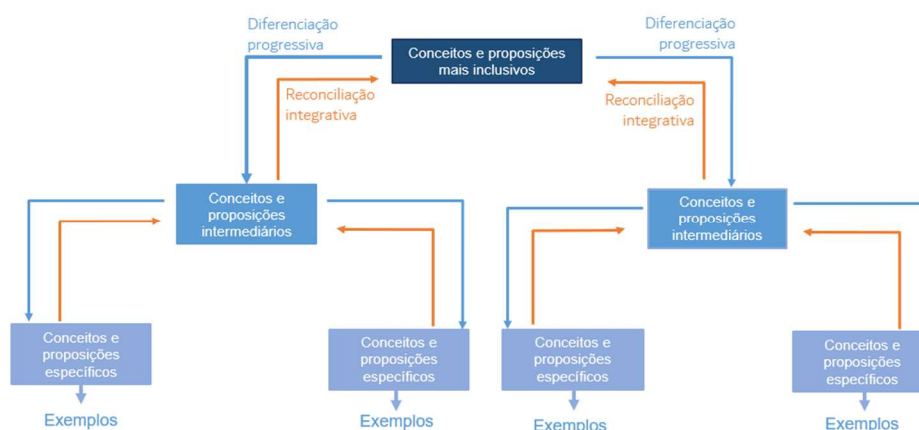 Diferenciação
progressiva
Conceitos e proposições
mais inclusivos
Diferenciação
progressiva
Reconciliação
integrativa
Reconciliação
integrativa
Conceitos e
proposições
intermediários
Conceitos e
proposições
intermediários
Conceitos e
proposições
específicos
Conceitos e
proposições
específicos
Conceitos e
proposições
específicos
Conceitos e
proposições
específicos
Exemplos
Exemplos
Exemplos
Exemplos